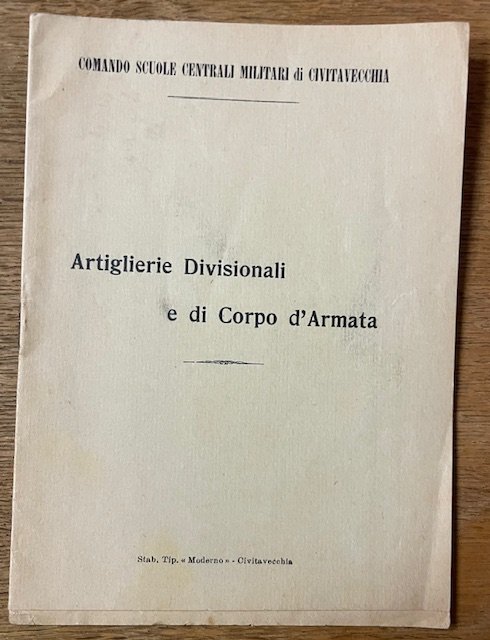 COMANDO SCUOLE CENTRALI MILITARI di CIVITAVECCHIA
Artiglierie Divisionali
e di Corpo d'Armata
Stab. Tip. « Moderno » - Civitavecchia